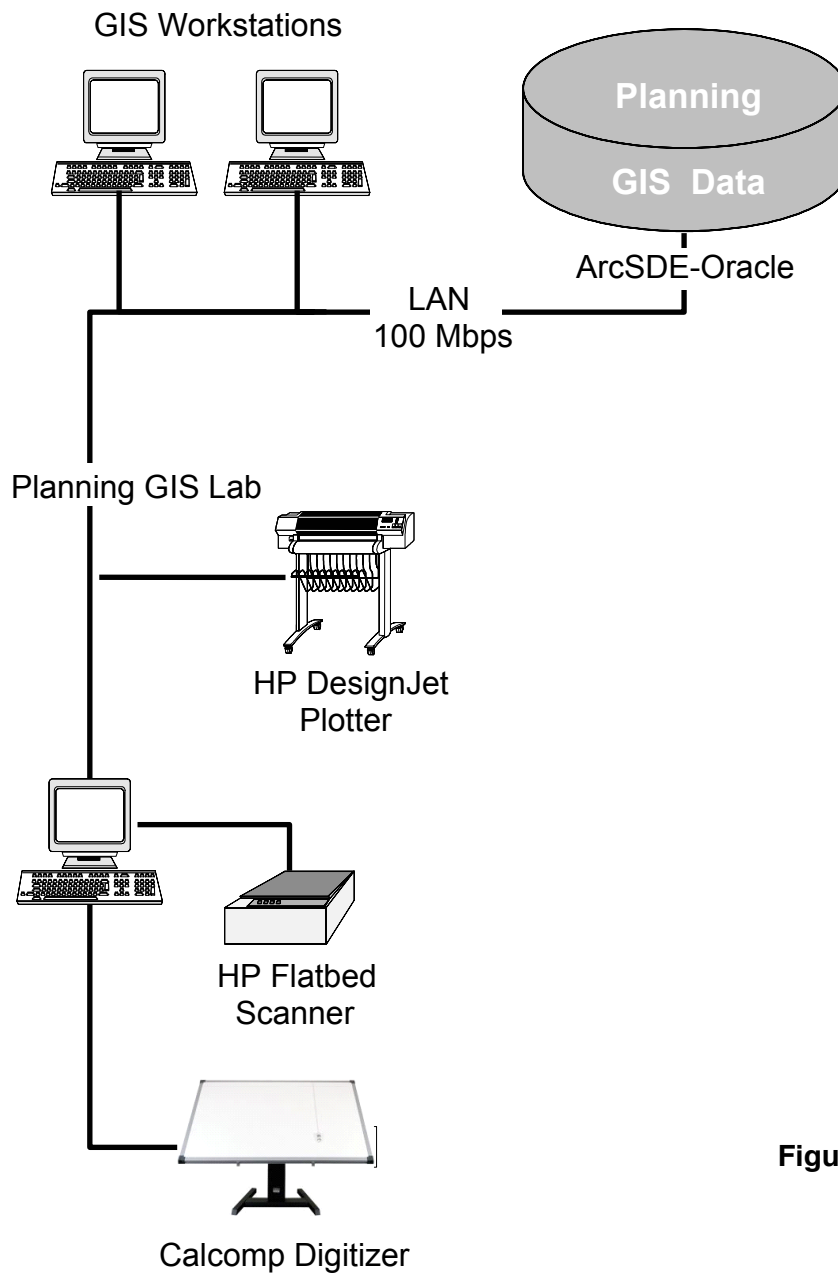 GIS Workstations
Planning
GIS Data
ArcSDE-Oracle
LAN
100 Mbps
Planning GIS Lab
HP DesignJet
Plotter
HP Flatbed
Scanner
Figu
Calcomp Digitizer